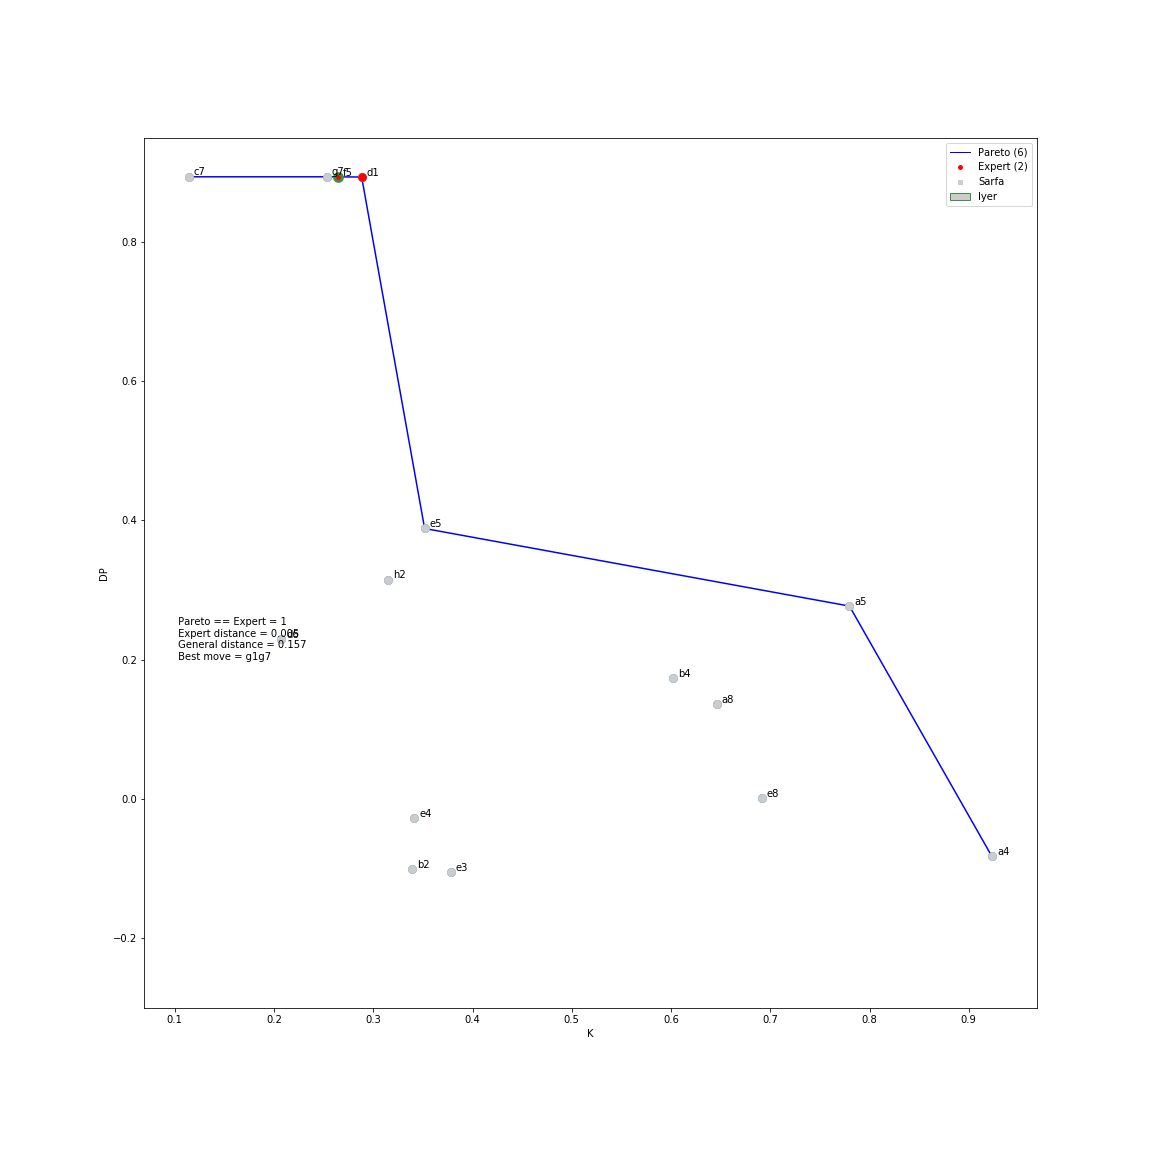 c7
g7
f5
d1
Pareto (6)
Expert (2)
Sarfa
Iyer
0.8
0.6
0.4
0.2
0.0
−0.2
DP
e5
h2
a5
Pareto == Expert = 1
Expert distance =
General distance = 0.157
Best move = g1g7
b4
a8
e8
e4
a4
b2
e3
0.1
0.2
0.3
0.4
0.5
0.6
0.7
0.8
0.9
K